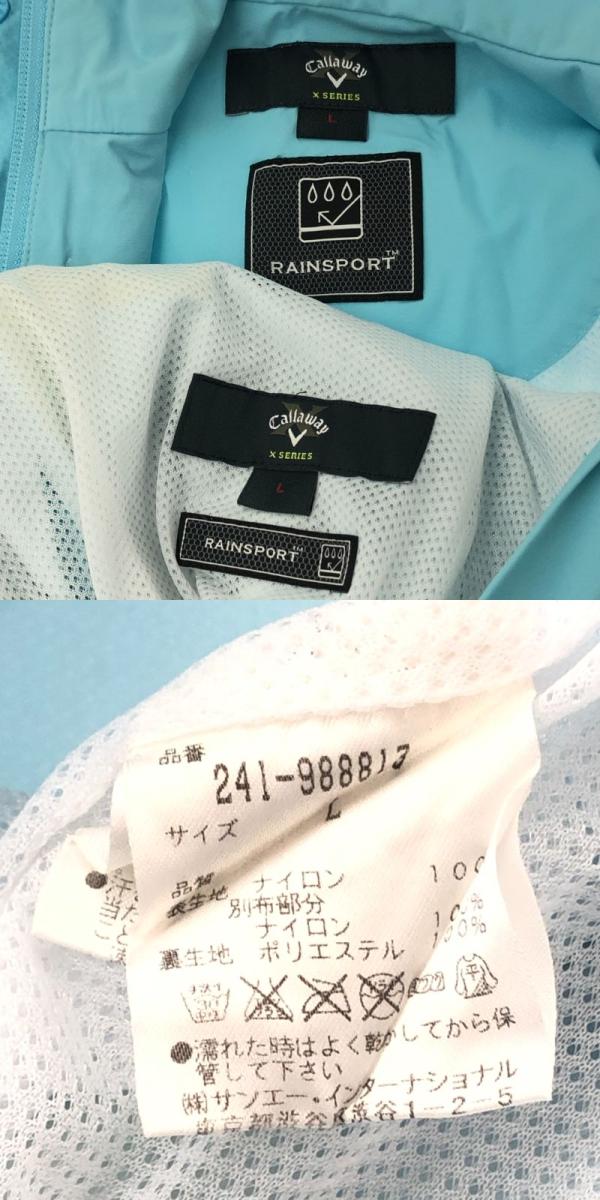 Callaway
X SERIES
L
RAINSPORT™
Callaway
X SERIES
L
RAINSPORT™
品番
241-988813
サイズ L
品質
表生地 ナイロン 100
別布部分
ナイロン 100%
裏生地 ポリエステル 100%
●濡れた時はよく乾かしてから保
管して下さい
㈱サンエー・インターナショナル
東京都渋谷区渋谷1-2-5